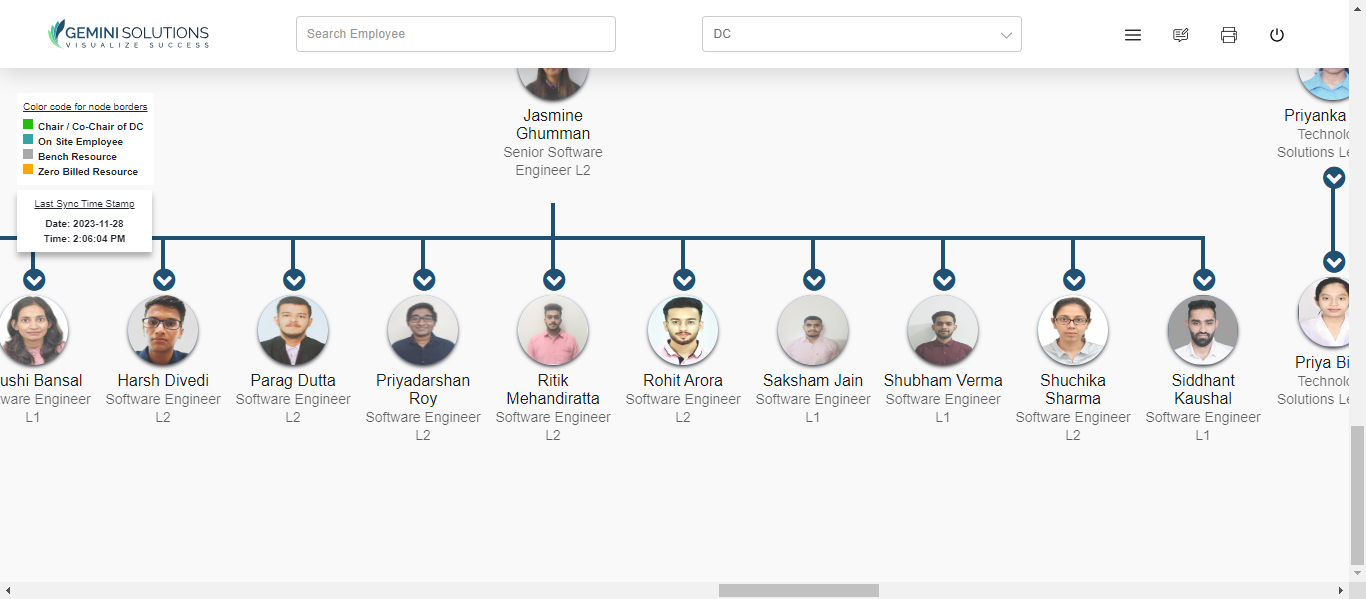 GEMINI SOLUTIONS
VISUALIZE SUCCESS
Search Employee
DC
Color code for node borders
Chair / Co-Chair of DC
On Site Employee
Bench Resource
Zero Billed Resource
Last Sync Time Stamp
Date: 2023-11-28
Time: 2:06:04 PM
Jasmine
Ghumman
Senior Software
Engineer L2
Priyanka
Technolo
Solutions Le
ushi Bansal
ware Engineer
L1
Harsh Divedi
Software Engineer
L2
Parag Dutta
Software Engineer
L2
Priyadarshan
Roy
Software Engineer
L2
Ritik
Mehandiratta
Software Engineer
L2
Rohit Arora
Software Engineer
L2
Saksham Jain
Software Engineer
L1
Shubham Verma
Software Engineer
L1
Shuchika
Sharma
Software Engineer
L2
Siddhant
Kaushal
Software Engineer
L1
Priya Bi
Technolo
Solutions Le